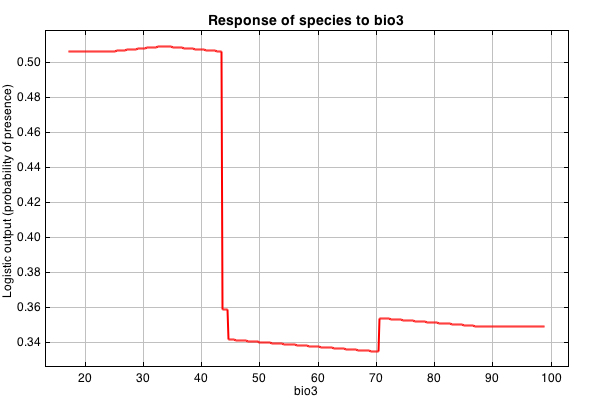 Response of species to bio3
Logistic output (probability of presence)
0.50
0.48
0.46
0.44
0.42
0.40
0.38
0.36
0.34
20 30 40 50 60 70 80 90 100
bio3